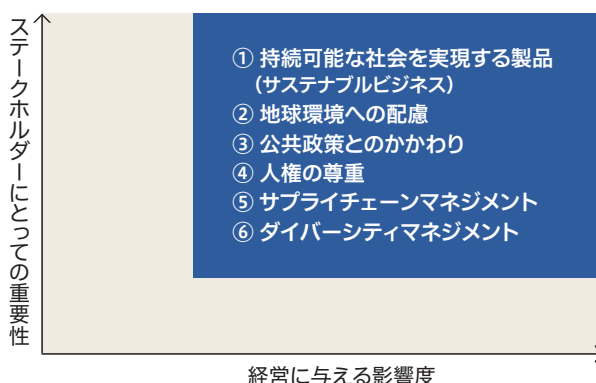 ステークホルダーにとっての重要性
① 持続可能な社会を実現する製品
（サステナブルビジネス）
② 地球環境への配慮
③ 公共政策とのかかわり
④ 人権の尊重
⑤ サプライチェーンマネジメント
⑥ ダイバーシティマネジメント
経営に与える影響度